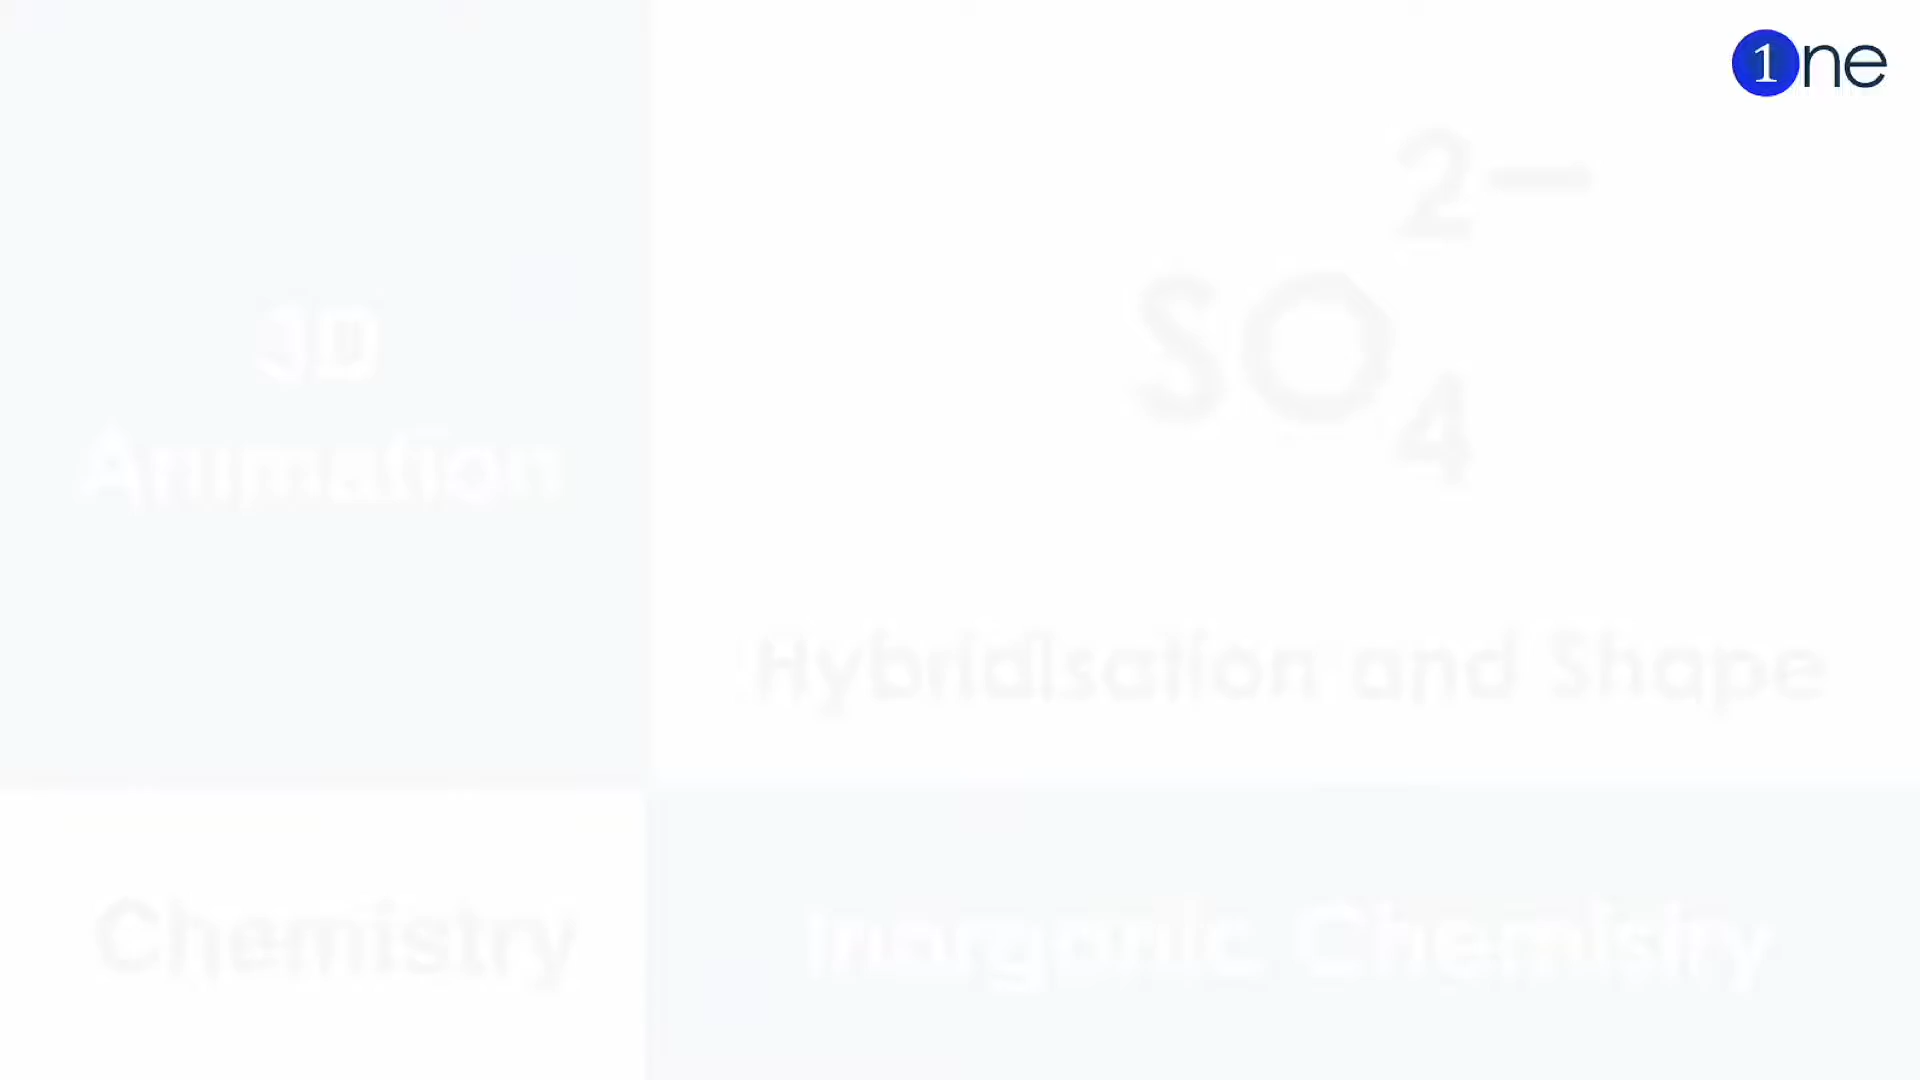 1ne
2−
SO4
3D
Animation
Hybridisation and Shape
Chemistry
Inorganic Chemistry